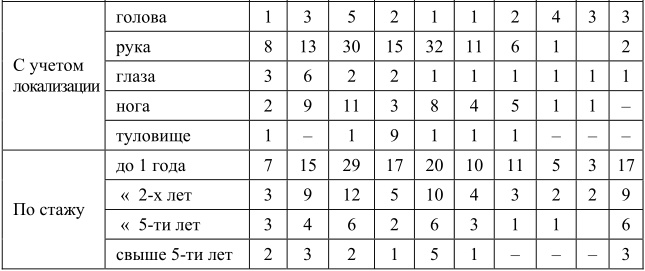 С учетом локализации
голова 1 3 5 2 1 1 2 4 3 3
рука 8 13 30 15 32 11 6 1 2
глаза 3 6 2 2 1 1 1 1 1 1
нога 2 9 11 3 8 4 5 1 1 –
туловище 1 – 1 9 1 1 1 – – –
По стажу
до 1 года 7 15 29 17 20 10 11 5 3 17
« 2-х лет 3 9 12 5 10 4 3 2 2 9
« 5-ти лет 3 4 6 2 6 3 1 1 6
свыше 5-ти лет 2 3 2 1 5 1 – – – 3